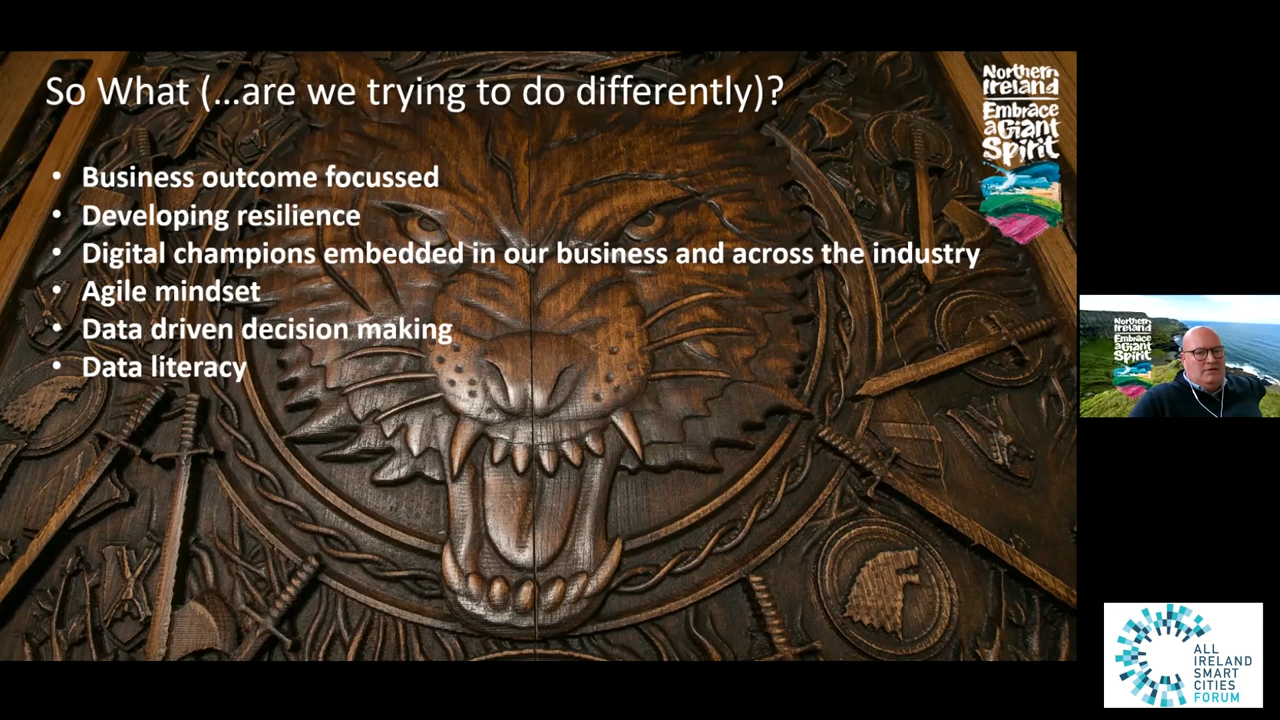 So What (…are we trying to do differently)?
Northern
Ireland
Embrace
a Giant
Spirit
• Business outcome focussed
• Developing resilience
• Digital champions embedded in our business and across the industry
• Agile mindset
• Data driven decision making
• Data literacy
Northern
Ireland
Embrace
a Giant
Spirit
ALL
IRELAND
SMART
CITIES
FORUM